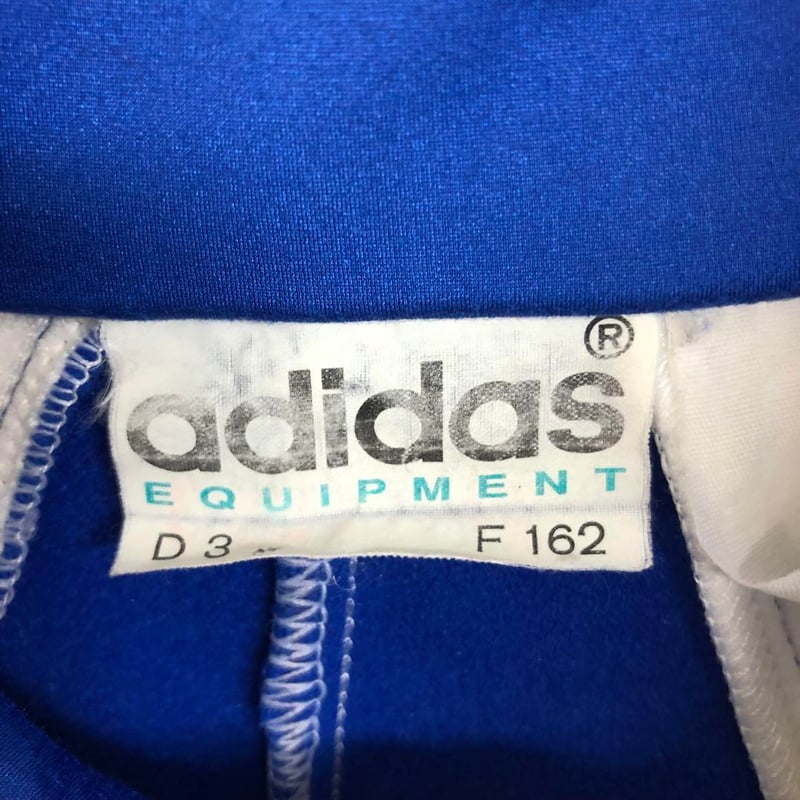 ®
adidas
EQUIPMENT
D 3 F 162